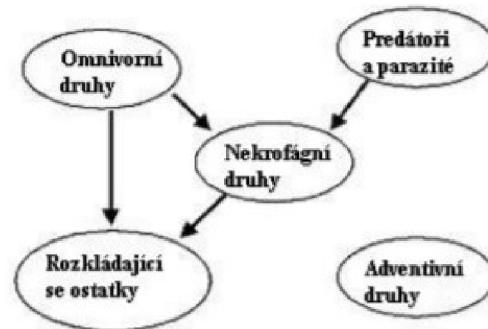 Omnivorní
druhy
Predátoři
a parazité
Nekrofágní
druhy
Rozkládající
se ostatky
Adventivní
druhy